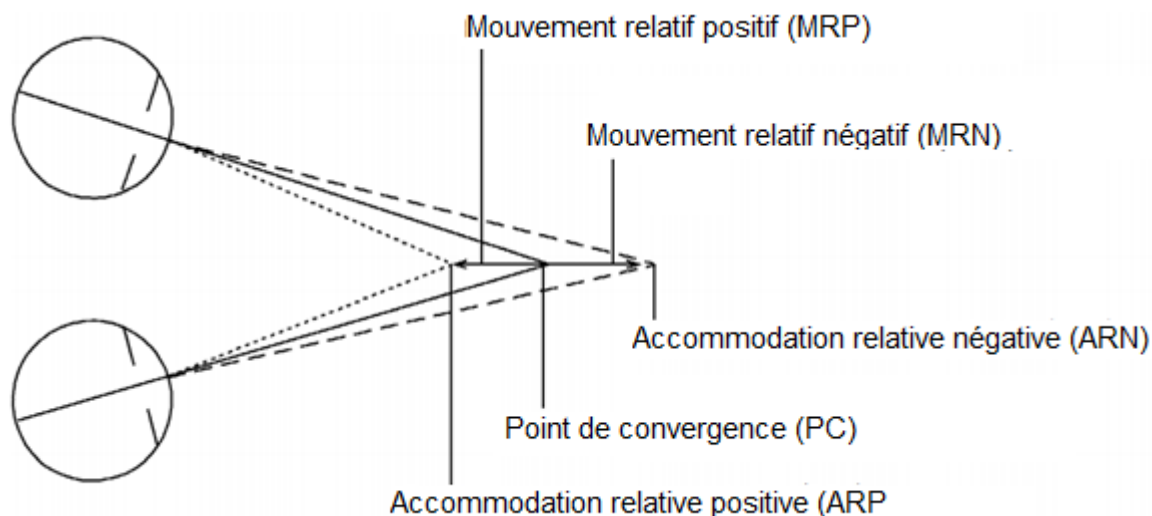 Mouvement relatif positif (MRP)
Mouvement relatif négatif (MRN)
Accommodation relative négative (ARN)
Point de convergence (PC)
Accommodation relative positive (ARP